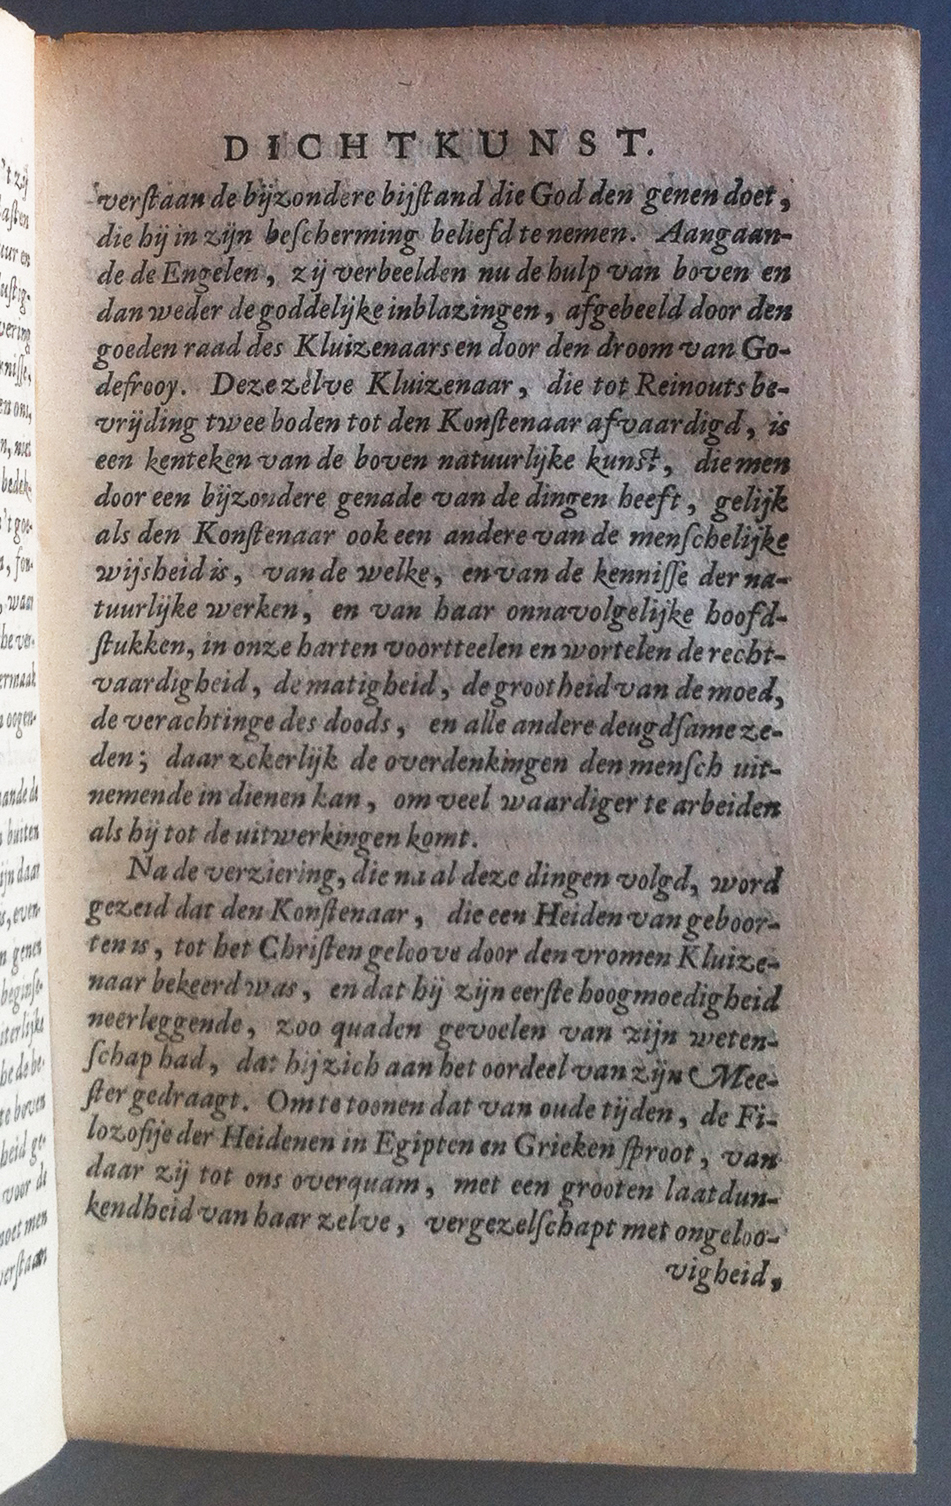 DICHTKUNST.
verſtaan de bijzondere bijſtand die God den genen doet,
die hij in zijn beſcherming beliefd te nemen. Aangaan-
de de Engelen, zij verbeelden nu de hulp van boven en
dan weder de goddelijke inblazingen, afgebeeld door den
goeden raad des Kluizenaars en door den droom van Go-
defrooy. Deze zelve Kluizenaar, die tot Reinouts be-
vrijding twee boden tot den Konſtenaar afvaardigd, is
een kenteken van de boven natuurlijke kunst, die men
door een bijzondere genade van de dingen heeft, gelijk
als den Konſtenaar ook een andere van de menſchelijke
wijsheid is, van de welke, en van de kenniſſe der na-
tuurlijke werken, en van haar onnavolgelijke hoofd-
ſtukken, in onze harten voortteelen en wortelen de recht-
vaardigheid, de matigheid, de grootheid van de moed,
de verachtinge des doods, en alle andere deugdſame ze-
den; daar zekerlijk de overdenkingen den menſch uit-
nemende in dienen kan, om veel waardiger te arbeiden
als hij tot de uitwerkingen komt.
Na de verziering, die na al deze dingen volgd, word
gezeid dat den Konſtenaar, die een Heiden van geboor-
ten is, tot het Chriſten geloove door den vromen Kluize-
naar bekeerd was, en dat hij zijn eerſte hoogmoedigheid
neerleggende, zoo quaden gevoelen van zijn weten-
ſchap had, dat hij zich aan het oordeel van zijn Mee-
ſter gedraagt. Om te toonen dat van oude tijden, de Fi-
lozofije der Heidenen in Egipten en Grieken ſproot, van
daar zij tot ons overquam, met een grooten laatdun-
kendheid van haar zelve, vergezelſchapt met ongeloo-
vigheid,